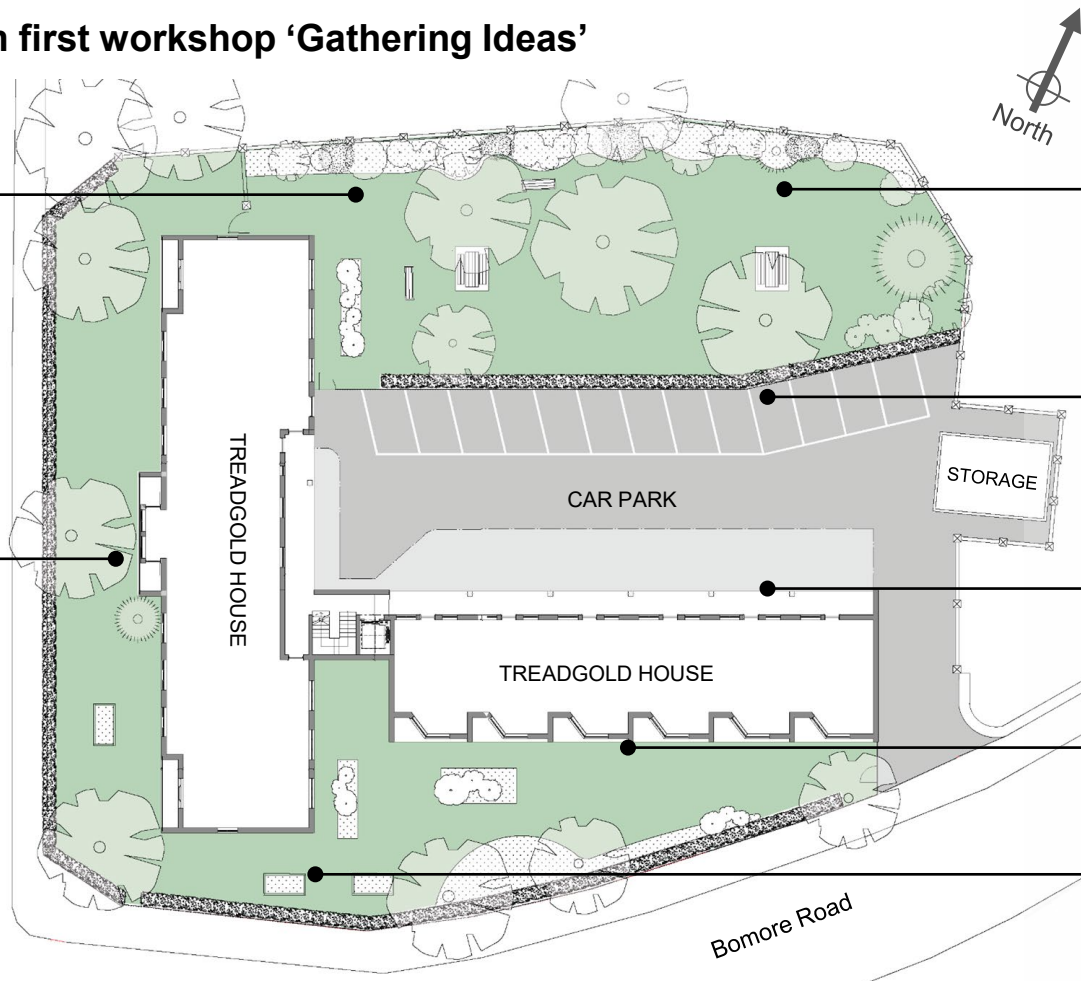 first workshop ‘Gathering Ideas’
North
TREADGOLD HOUSE
CAR PARK
STORAGE
TREADGOLD HOUSE
Bomore Road